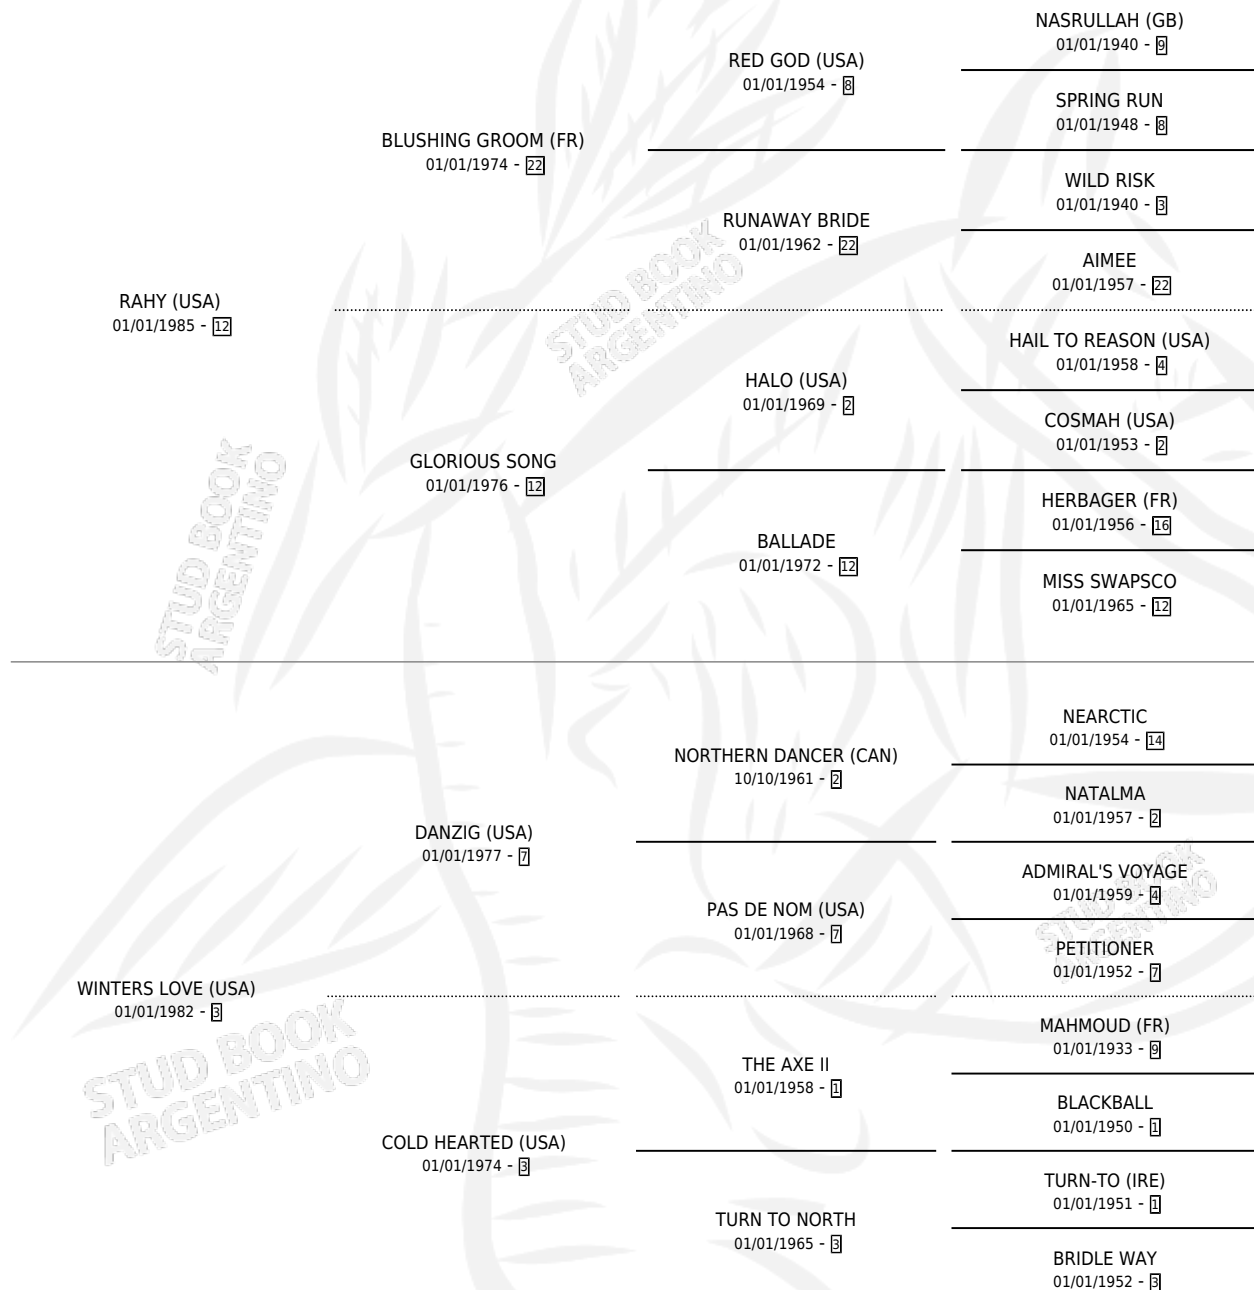 NASRULLAH (GB)
01/01/1940 - 9
RED GOD (USA)
01/01/1954 - 8
SPRING RUN
01/01/1948 - 8
BLUSHING GROOM (FR)
01/01/1974 - 22
WILD RISK
01/01/1940 - 3
RUNAWAY BRIDE
01/01/1962 - 22
AIMEE
01/01/1957 - 22
RAHY (USA)
01/01/1985 - 12
HAIL TO REASON (USA)
01/01/1958 - 4
HALO (USA)
01/01/1969 - 2
COSMAH (USA)
01/01/1953 - 2
GLORIOUS SONG
01/01/1976 - 12
HERBAGER (FR)
01/01/1956 - 16
BALLADE
01/01/1972 - 12
MISS SWAPSCO
01/01/1965 - 12
NEARCTIC
01/01/1954 - 14
NORTHERN DANCER (CAN)
10/10/1961 - 2
NATALMA
01/01/1957 - 2
DANZIG (USA)
01/01/1977 - 7
ADMIRAL'S VOYAGE
01/01/1959 - 4
PAS DE NOM (USA)
01/01/1968 - 7
PETITIONER
01/01/1952 - 7
WINTERS LOVE (USA)
01/01/1982 - 3
MAHMOUD (FR)
01/01/1933 - 9
THE AXE II
01/01/1958 - 1
BLACKBALL
01/01/1950 - 1
COLD HEARTED (USA)
01/01/1974 - 3
TURN-TO (IRE)
01/01/1951 - 1
TURN TO NORTH
01/01/1965 - 3
BRIDLE WAY
01/01/1952 - 3
STUD BOOK
ARGENTINO
STUD BOOK
ARGENTINO
STUD BOOK
ARGENTINO
STUD BOOK
ARGENTINO